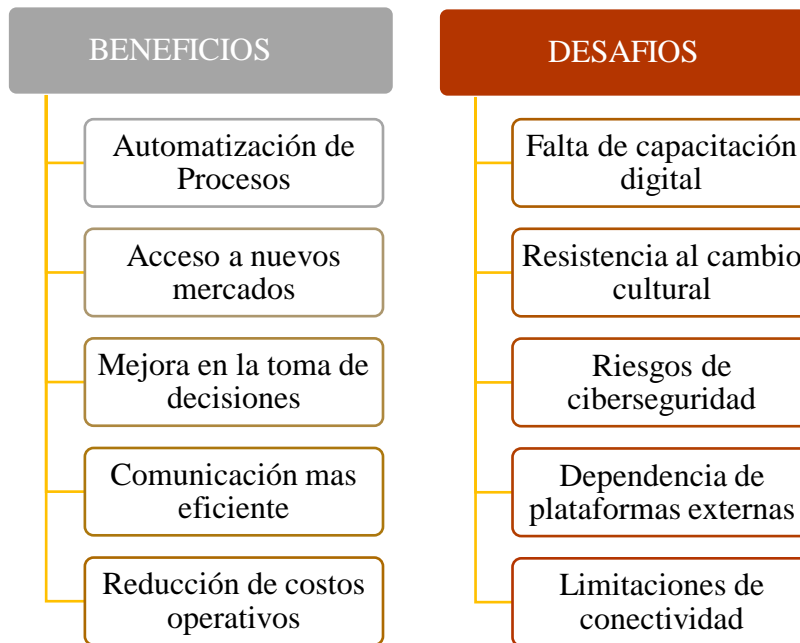 BENEFICIOS
Automatización de
Procesos
Acceso a nuevos
mercados
Mejora en la toma de
decisiones
Comunicación mas
eficiente
Reducción de costos
operativos
DESAFIOS
Falta de capacitación
digital
Resistencia al cambio
cultural
Riesgos de
ciberseguridad
Dependencia de
plataformas externas
Limitaciones de
conectividad